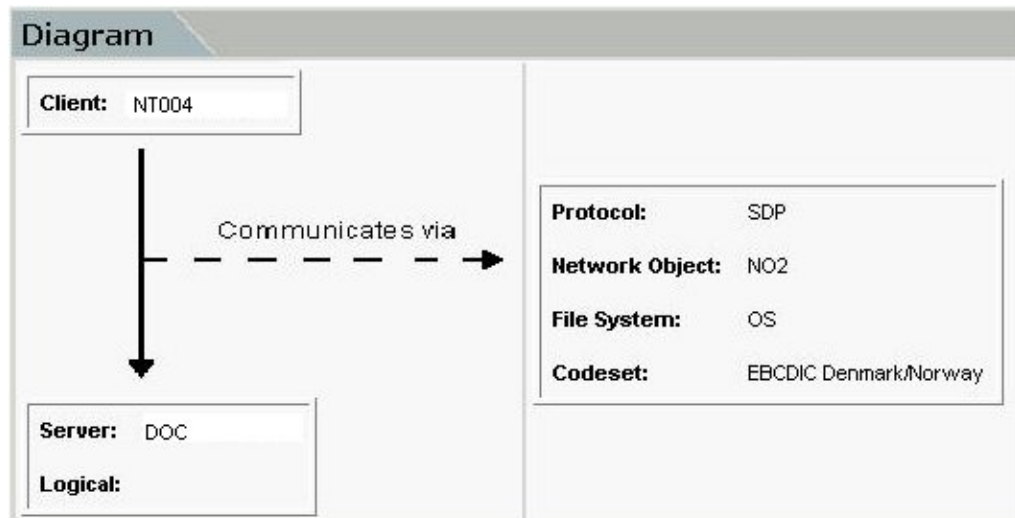 Diagram
Client: NT004
Communicates via
Protocol: SDP
Network Object: NO2
File System: OS
Codeset: EBCDIC Denmark/Norway
Server: DOC
Logical: